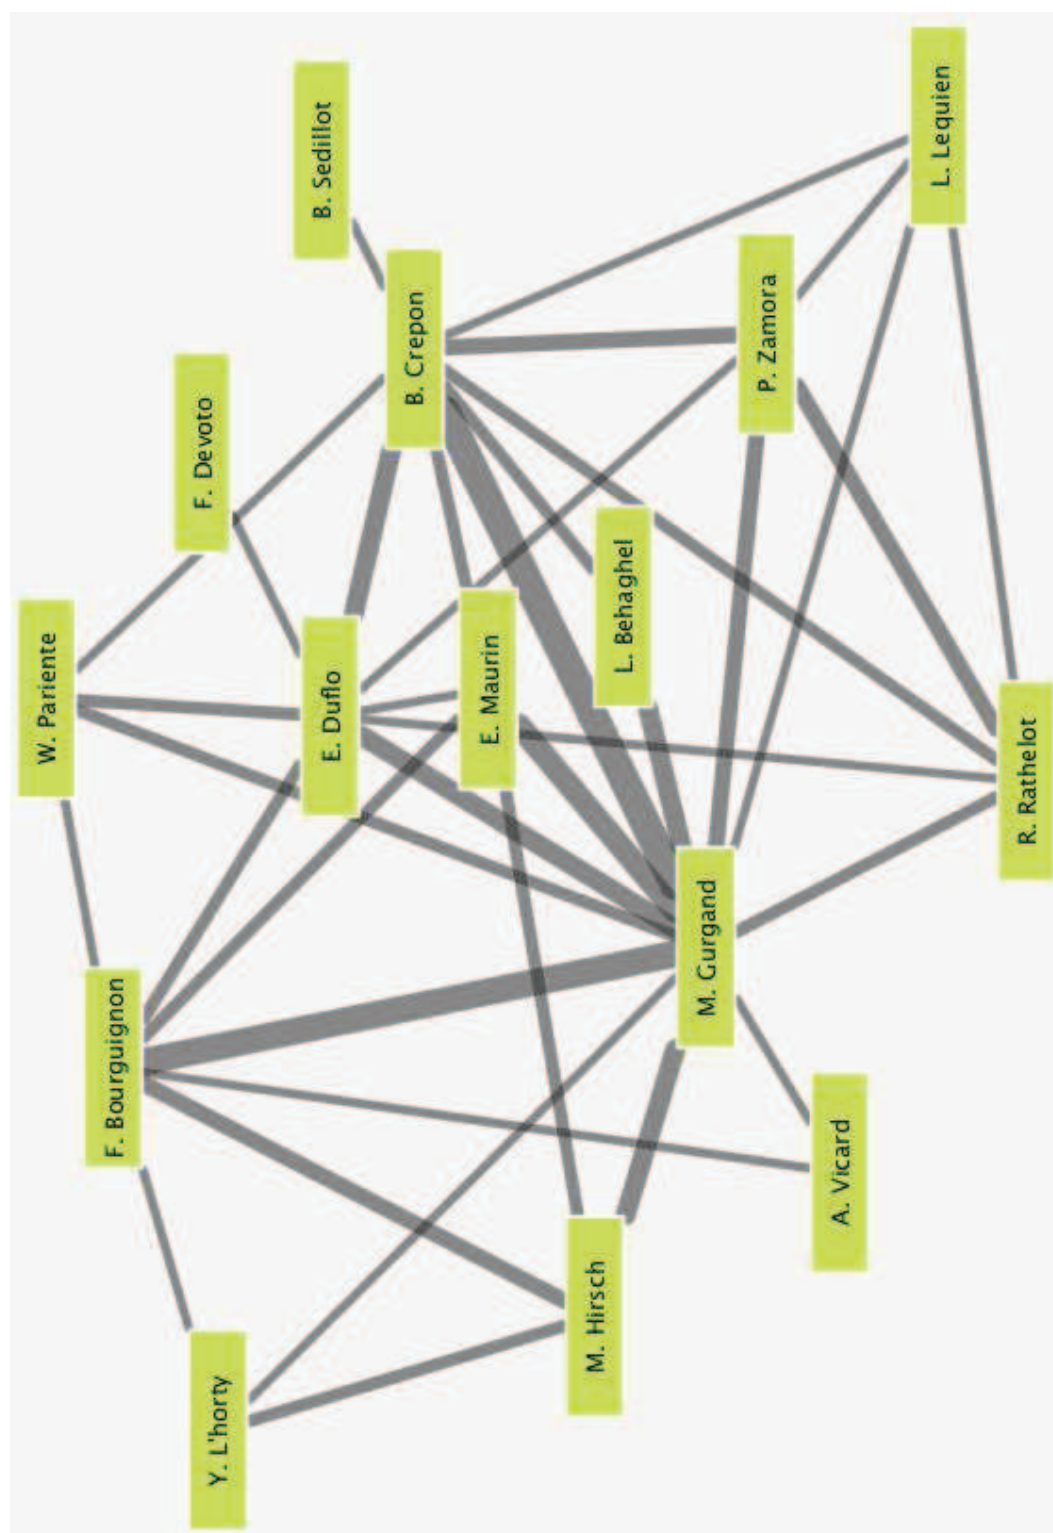 W. Pariente
F. Bourguignon
F. Devoto
Y. L'horty
B. Sedillot
E. Duflo
B. Crepon
E. Maurin
M. Hirsch
L. Behaghel
M. Gurgand
P. Zamora
A. Vicard
L. Lequien
R. Rathelot